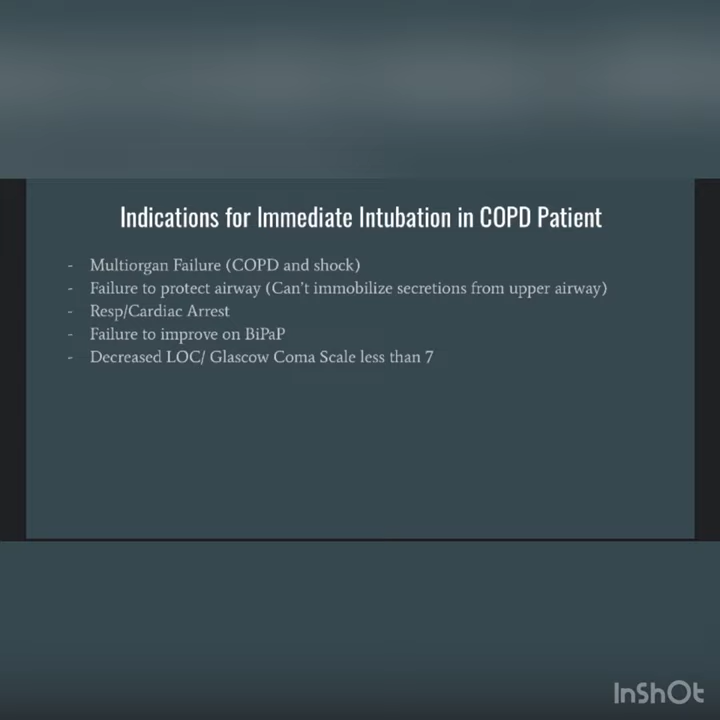 Indications for Immediate Intubation in COPD Patient
- Multiorgan Failure (COPD and shock)
- Failure to protect airway (Can't immobilize secretions from upper airway)
- Resp/Cardiac Arrest
- Failure to improve on BiPaP
- Decreased LOC/ Glascow Coma Scale less than 7
InShOt